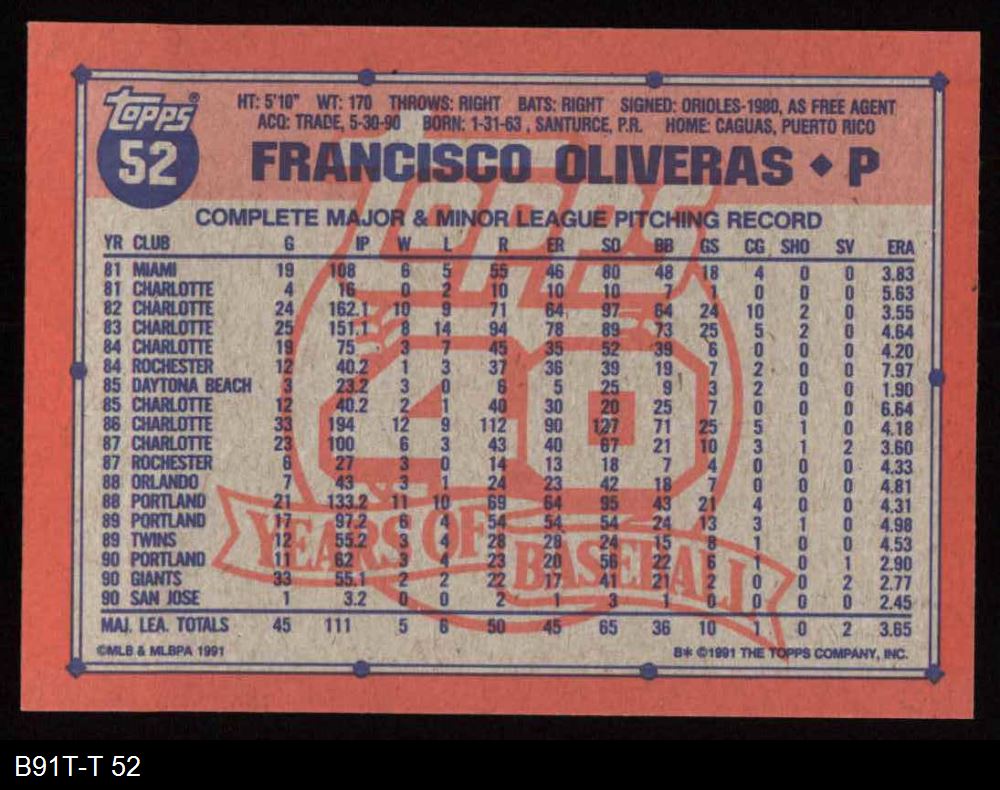 Topps®
52
HT: 5'10" WT: 170 THROWS: RIGHT BATS: RIGHT SIGNED: ORIOLES-1980, AS FREE AGENT
ACQ: TRADE, 5-30-90 BORN: 1-31-63 , SANTURCE, P.R. HOME: CAGUAS, PUERTO RICO
FRANCISCO OLIVERAS ♦ P
TOPPS
40
YEARS OF BASEBALL
COMPLETE MAJOR & MINOR LEAGUE PITCHING RECORD
YR CLUB G IP W L R ER SO BB GS CG SHO SV ERA
81 MIAMI 19 108 6 5 55 46 80 48 18 4 0 0 3.83
81 CHARLOTTE 4 16 0 2 10 10 10 7 1 0 0 0 5.63
82 CHARLOTTE 24 162.1 10 9 71 64 97 64 24 10 2 0 3.55
83 CHARLOTTE 25 151.1 8 14 94 78 89 73 25 5 2 0 4.64
84 CHARLOTTE 19 75 3 7 45 35 52 39 6 0 0 0 4.20
84 ROCHESTER 12 40.2 1 3 37 36 39 19 7 2 0 0 7.97
85 DAYTONA BEACH 3 23.2 3 0 6 5 25 9 3 2 0 0 1.90
85 CHARLOTTE 12 40.2 2 1 40 30 20 25 7 0 0 0 6.64
86 CHARLOTTE 33 194 12 9 112 90 127 71 25 5 1 0 4.18
87 CHARLOTTE 23 100 6 3 43 40 67 21 10 3 1 2 3.60
87 ROCHESTER 6 27 3 0 14 13 18 7 4 0 0 0 4.33
88 ORLANDO 7 43 3 1 24 23 42 18 7 0 0 0 4.81
88 PORTLAND 21 133.2 11 10 69 64 95 43 21 4 0 0 4.31
89 PORTLAND 17 97.2 6 4 54 54 54 24 13 3 1 0 4.98
89 TWINS 12 55.2 3 4 28 28 24 15 8 1 0 0 4.53
90 PORTLAND 11 62 3 4 23 20 56 22 6 1 0 1 2.90
90 GIANTS 33 55.1 2 2 22 17 41 21 2 0 0 2 2.77
90 SAN JOSE 1 3.2 0 0 2 1 3 1 0 0 0 0 2.45
MAJ. LEA. TOTALS 45 111 5 6 50 45 65 36 10 1 0 2 3.65
©MLB & MLBPA 1991 B* ©1991 THE TOPPS COMPANY, INC.
B91T-T 52